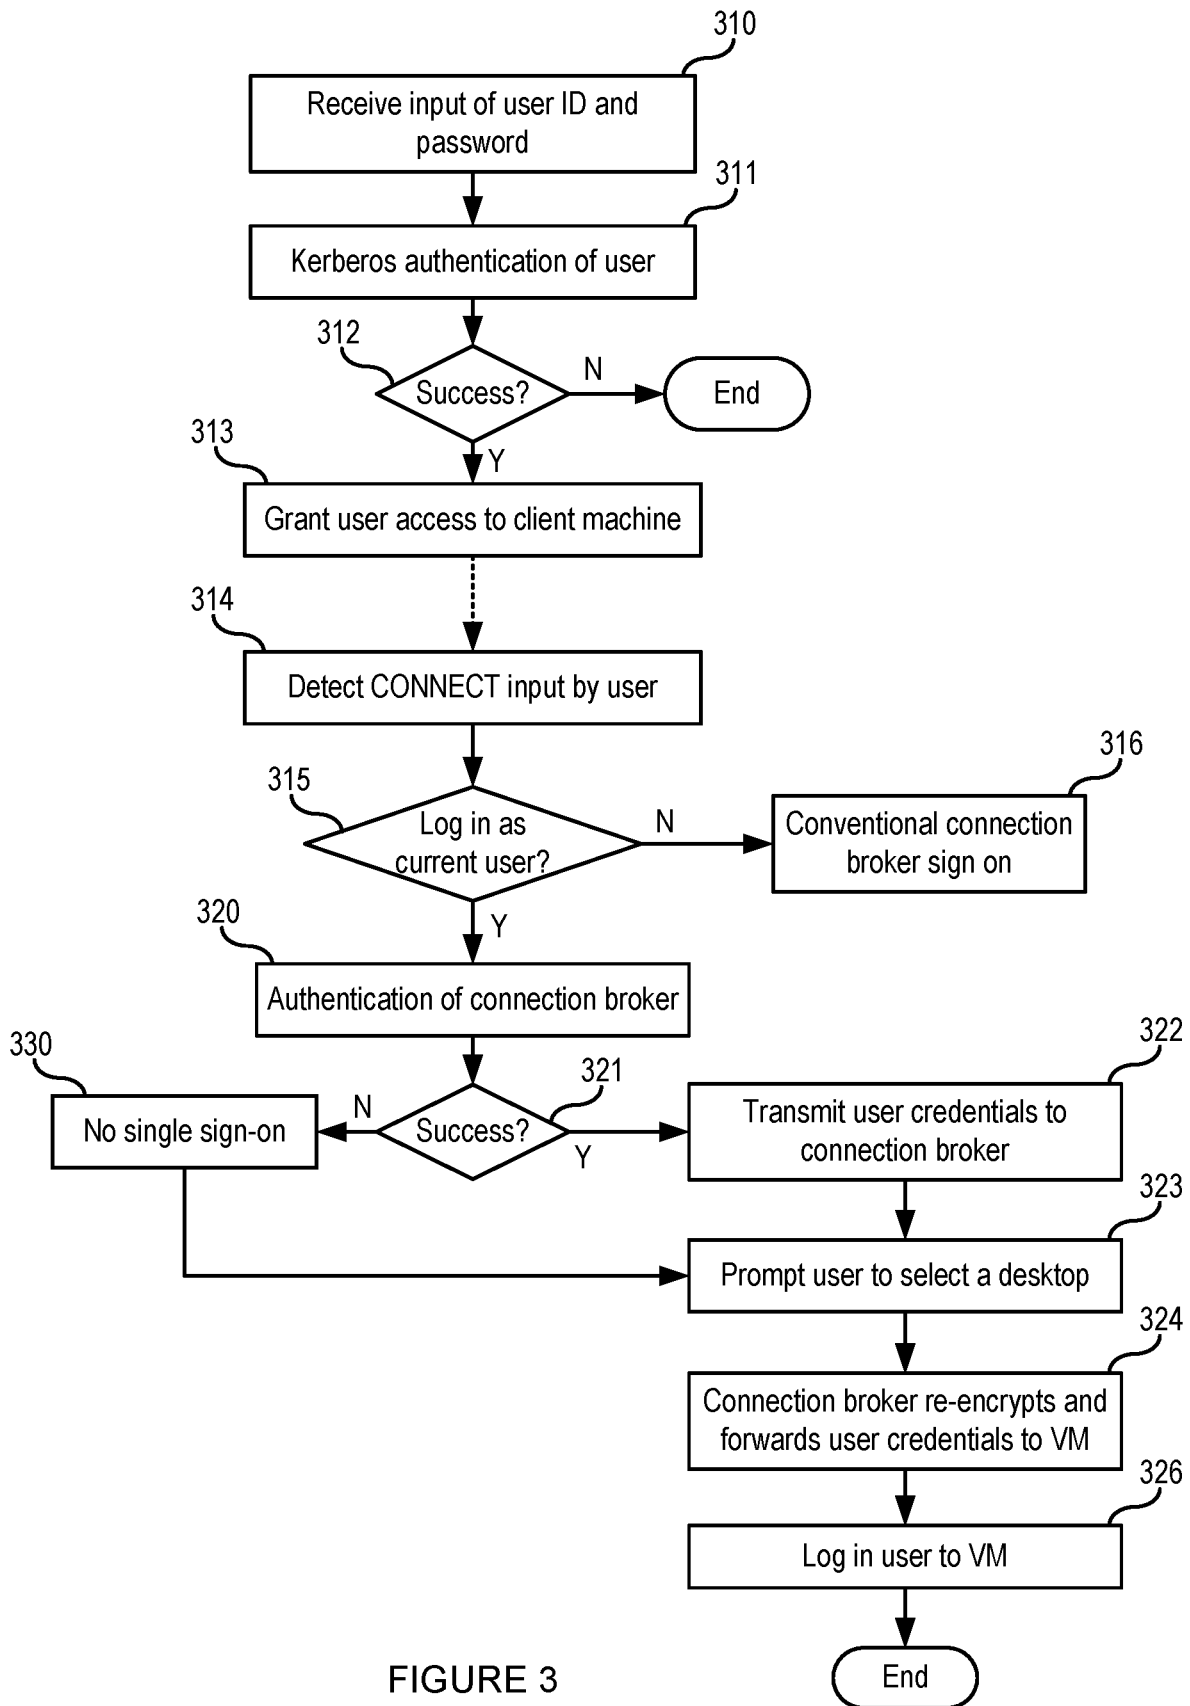 310
Receive input of user ID and
password
311
Kerberos authentication of user
312
Success?
N
End
Y
313
Grant user access to client machine
314
Detect CONNECT input by user
315
Log in as
current user?
N
316
Conventional connection
broker sign on
Y
320
Authentication of connection broker
330
No single sign-on
N
321
Success?
Y
322
Transmit user credentials to
connection broker
323
Prompt user to select a desktop
324
Connection broker re-encrypts and
forwards user credentials to VM
326
Log in user to VM
End
FIGURE 3